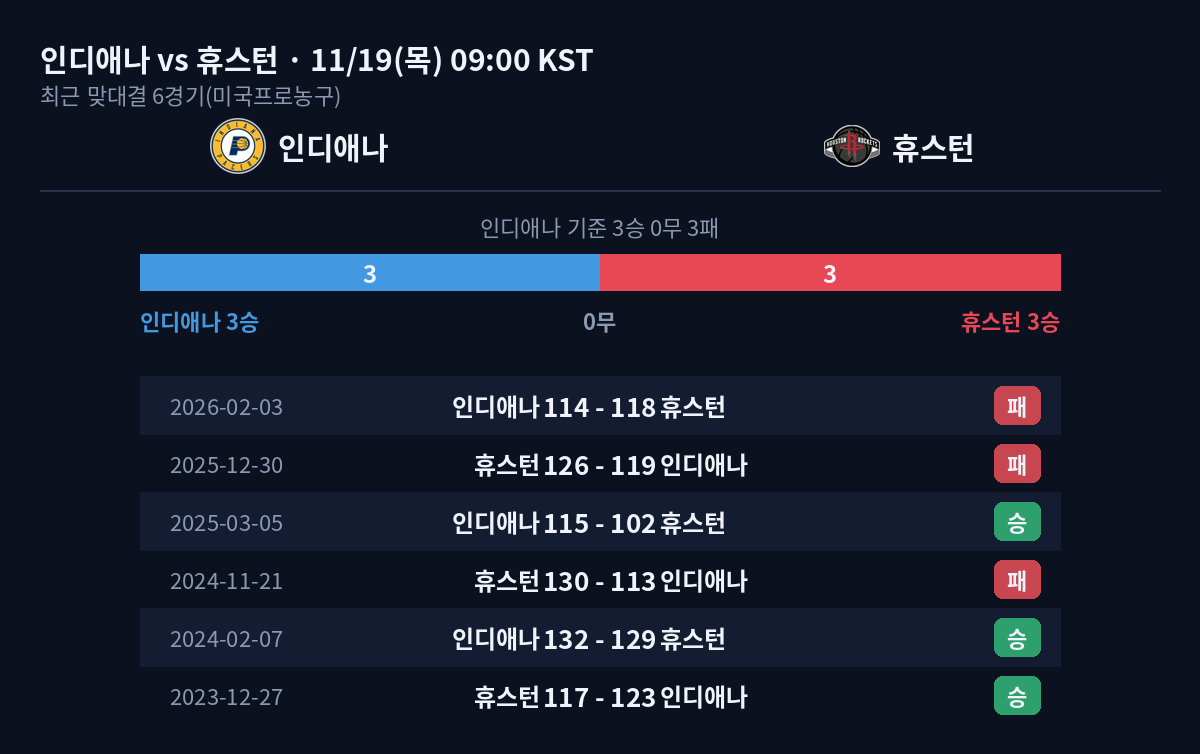 인디애나 vs 휴스턴 · 11/19(목) 09:00 KST
최근 맞대결 6경기(미국프로농구)
INDIANA PACERS 인디애나
HOUSTON ROCKETS 휴스턴
인디애나 기준 3승 0무 3패
3 3
인디애나 3승 0무 휴스턴 3승
2026-02-03 인디애나 114 - 118 휴스턴 패
2025-12-30 휴스턴 126 - 119 인디애나 패
2025-03-05 인디애나 115 - 102 휴스턴 승
2024-11-21 휴스턴 130 - 113 인디애나 패
2024-02-07 인디애나 132 - 129 휴스턴 승
2023-12-27 휴스턴 117 - 123 인디애나 승